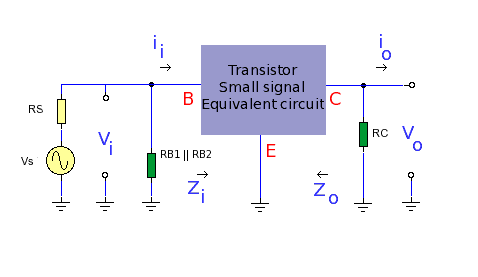 ii
io
Transistor
Small signal
Equivalent circuit
B
C
RS
Vi
RC
Vo
Vs
RB1 || RB2
E
Zi
Zo